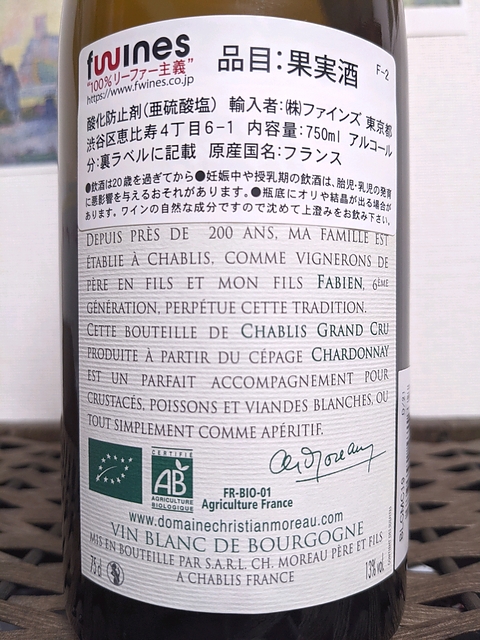 fwines
"100%リーファー主義"
https://www.fwines.co.jp
品目:果実酒
F-2
酸化防止剤(亜硫酸塩) 輸入者:㈱ファインズ 東京都
渋谷区恵比寿4丁目6-1 内容量:750ml アルコール
分:裏ラベルに記載 原産国名:フランス
●飲酒は20歳を過ぎてから●妊娠中や授乳期の飲酒は、胎児・乳児の発育
に悪影響を与えるおそれがあります。●瓶底にオリや結晶が出る場合が
あります。ワインの自然な成分ですので沈めて上澄みをお飲み下さい。
DEPUIS PRÈS DE 200 ANS, MA FAMILLE EST
ÉTABLIE À CHABLIS, COMME VIGNERONS DE
PÈRE EN FILS ET MON FILS FABIEN, 6ÈME
GÉNÉRATION, PERPÉTUE CETTE TRADITION.
CETTE BOUTEILLE DE CHABLIS GRAND CRU
PRODUITE À PARTIR DU CÉPAGE CHARDONNAY
EST UN PARFAIT ACCOMPAGNEMENT POUR
CRUSTACÉS, POISSONS ET VIANDES BLANCHES, OU
TOUT SIMPLEMENT COMME APÉRITIF.
CERTIFIÉ
AB
AGRICULTURE
BIOLOGIQUE
FR-BIO-01
Agriculture France
www.domainechristianmoreau.com
VIN BLANC DE BOURGOGNE
MIS EN BOUTEILLE PAR S.A.R.L. CH. MOREAU PÈRE ET FILS
75cl
À CHABLIS FRANCE
13% vol.